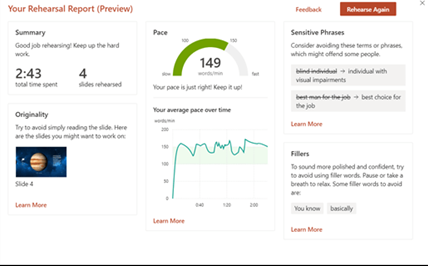 Your Rehearsal Report (Preview)
Feedback
Rehearse Again
Summary
Good job rehearsing! Keep up the hard
work.
2:43
total time spent
4
slides rehearsed
Originality
Try to avoid simply reading the slide. Here
are the slides you might want to work on:
Slide 4
Learn More
Pace
100
150
slow
149
fast
words/min
Your pace is just right! Keep it up!
Your average pace over time
words/min
200
150
100
50
0
0:40
1:20
2:00
Learn More
Sensitive Phrases
Consider avoiding these terms or phrases,
which might offend some people.
blind individual → individual with
visual impairments
best man for the job → best choice for
the job
Learn More
Fillers
To sound more polished and confident, try
to avoid using filler words. Pause or take a
breath to relax. Some filler words to avoid
are:
You know
basically
Learn More